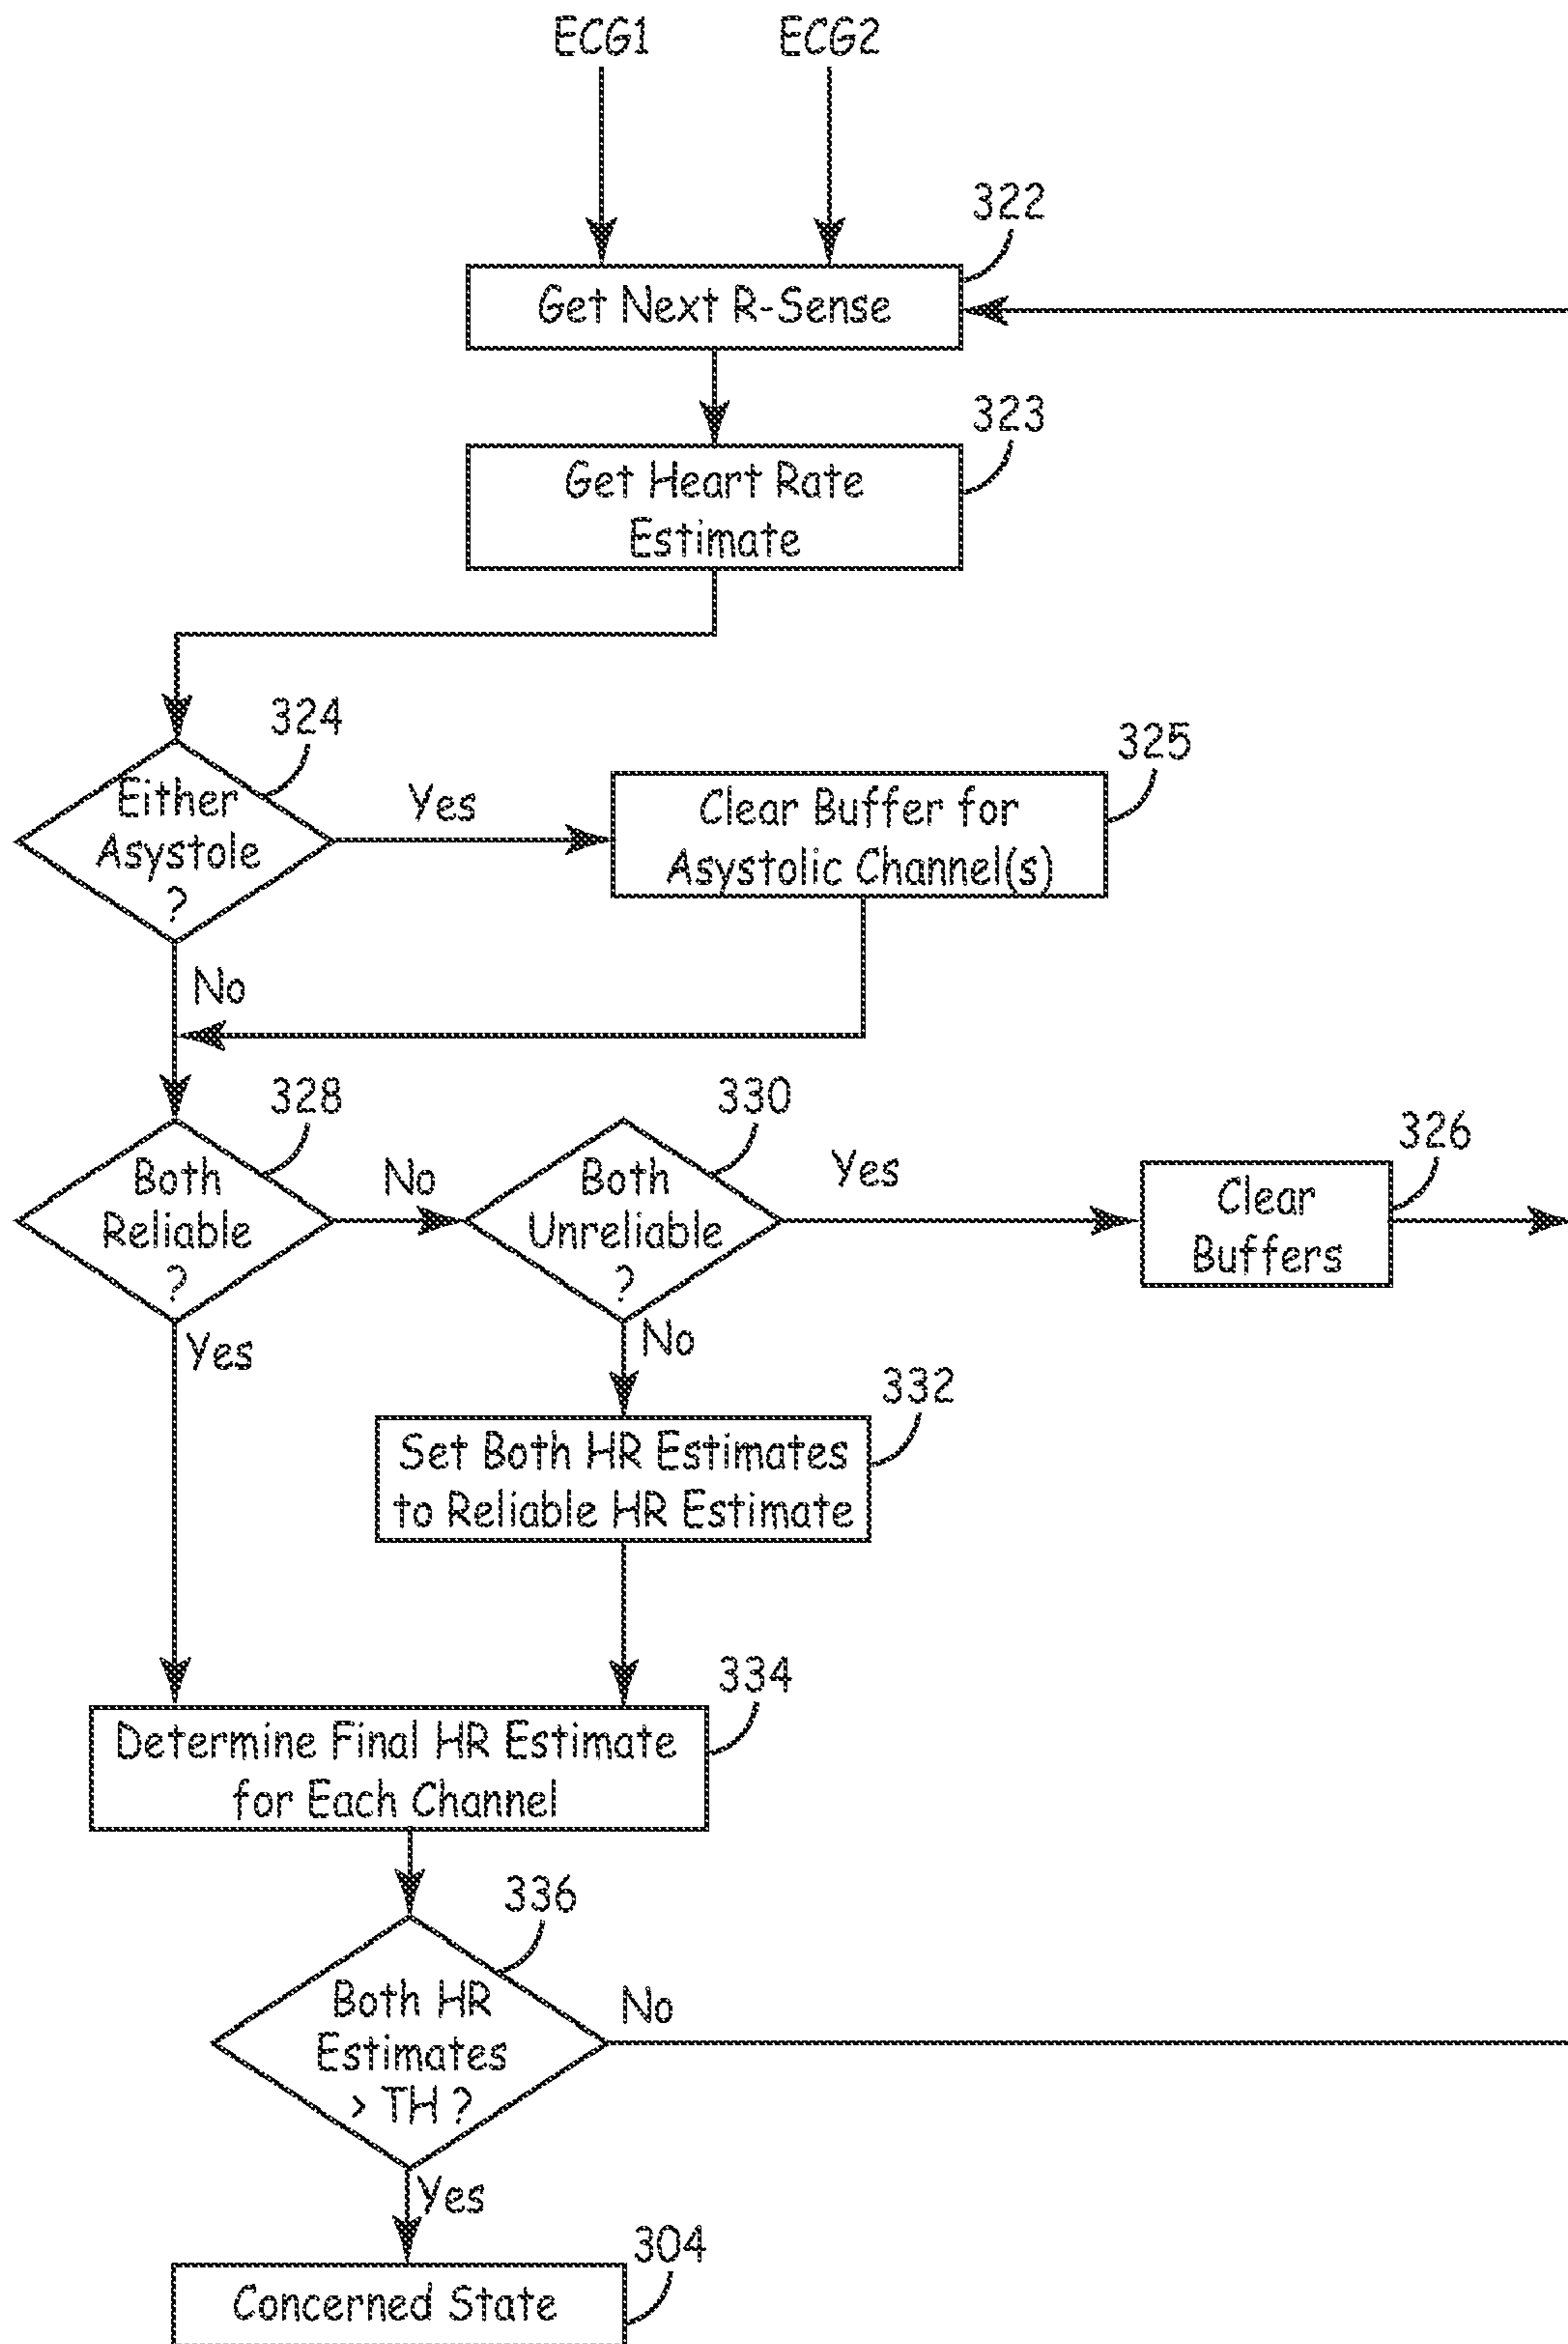 ECG1
ECG2
322
Get Next R-Sense
323
Get Heart Rate
Estimate
324
Either
Asystole
?
Yes
325
Clear Buffer for
Asystolic Channel(s)
No
328
Both
Reliable
?
No
330
Both
Unreliable
?
Yes
326
Clear
Buffers
Yes
No
332
Set Both HR Estimates
to Reliable HR Estimate
334
Determine Final HR Estimate
for Each Channel
336
Both HR
Estimates
> TH ?
No
Yes
304
Concerned State